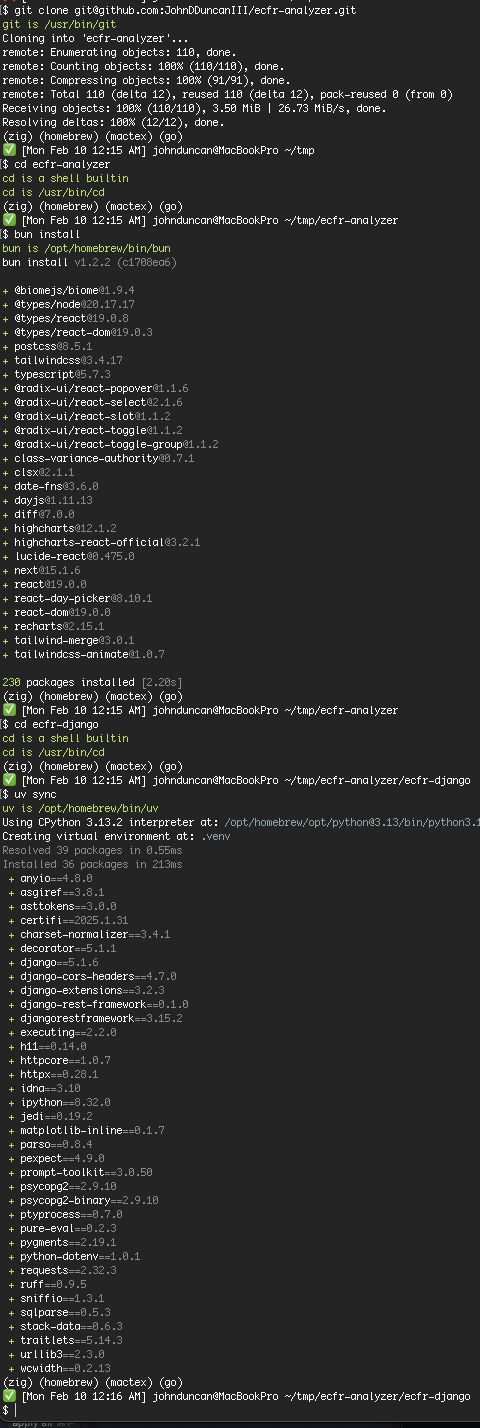 $ git clone git@github.com:JohnDDuncanIII/ecfr-analyzer.git
git is /usr/bin/git
Cloning into 'ecfr-analyzer'...
remote: Enumerating objects: 110, done.
remote: Counting objects: 100% (110/110), done.
remote: Compressing objects: 100% (91/91), done.
remote: Total 110 (delta 12), reused 110 (delta 12), pack-reused 0 (from 0)
Receiving objects: 100% (110/110), 3.50 MiB | 26.73 MiB/s, done.
Resolving deltas: 100% (12/12), done.
(zig) (homebrew) (mactex) (go)
✅ [Mon Feb 10 12:15 AM] johnduncan@MacBookPro ~/tmp
$ cd ecfr-analyzer
cd is a shell builtin
cd is /usr/bin/cd
(zig) (homebrew) (mactex) (go)
✅ [Mon Feb 10 12:15 AM] johnduncan@MacBookPro ~/tmp/ecfr-analyzer
$ bun install
bun is /opt/homebrew/bin/bun
bun install v1.2.2 (c1708ea6)
+ @biomejs/biome@1.9.4
+ @types/node@20.17.17
+ @types/react@19.0.8
+ @types/react-dom@19.0.3
+ postcss@8.5.1
+ tailwindcss@3.4.17
+ typescript@5.7.3
+ @radix-ui/react-popover@1.1.6
+ @radix-ui/react-select@2.1.6
+ @radix-ui/react-slot@1.1.2
+ @radix-ui/react-toggle@1.1.2
+ @radix-ui/react-toggle-group@1.1.2
+ class-variance-authority@0.7.1
+ clsx@2.1.1
+ date-fns@3.6.0
+ dayjs@1.11.13
+ diff@7.0.0
+ highcharts@12.1.2
+ highcharts-react-official@3.2.1
+ lucide-react@0.475.0
+ next@15.1.6
+ react@19.0.0
+ react-day-picker@8.10.1
+ react-dom@19.0.0
+ recharts@2.15.1
+ tailwind-merge@3.0.1
+ tailwindcss-animate@1.0.7
230 packages installed [2.20s]
(zig) (homebrew) (mactex) (go)
✅ [Mon Feb 10 12:15 AM] johnduncan@MacBookPro ~/tmp/ecfr-analyzer
$ cd ecfr-django
cd is a shell builtin
cd is /usr/bin/cd
(zig) (homebrew) (mactex) (go)
✅ [Mon Feb 10 12:15 AM] johnduncan@MacBookPro ~/tmp/ecfr-analyzer/ecfr-django
$ uv sync
uv is /opt/homebrew/bin/uv
Using CPython 3.13.2 interpreter at: /opt/homebrew/opt/python@3.13/bin/python3.1
Creating virtual environment at: .venv
Resolved 39 packages in 0.55ms
Installed 36 packages in 213ms
+ anyio==4.8.0
+ asgiref==3.8.1
+ asttokens==3.0.0
+ certifi==2025.1.31
+ charset-normalizer==3.4.1
+ decorator==5.1.1
+ django==5.1.6
+ django-cors-headers==4.7.0
+ django-extensions==3.2.3
+ django-rest-framework==0.1.0
+ djangorestframework==3.15.2
+ executing==2.2.0
+ h11==0.14.0
+ httpcore==1.0.7
+ httpx==0.28.1
+ idna==3.10
+ ipython==8.32.0
+ jedi==0.19.2
+ matplotlib-inline==0.1.7
+ parso==0.8.4
+ pexpect==4.9.0
+ prompt-toolkit==3.0.50
+ psycopg2==2.9.10
+ psycopg2-binary==2.9.10
+ ptyprocess==0.7.0
+ pure-eval==0.2.3
+ pygments==2.19.1
+ python-dotenv==1.0.1
+ requests==2.32.3
+ ruff==0.9.5
+ sniffio==1.3.1
+ sqlparse==0.5.3
+ stack-data==0.6.3
+ traitlets==5.14.3
+ urllib3==2.3.0
+ wcwidth==0.2.13
(zig) (homebrew) (mactex) (go)
✅ [Mon Feb 10 12:16 AM] johnduncan@MacBookPro ~/tmp/ecfr-analyzer/ecfr-django
$